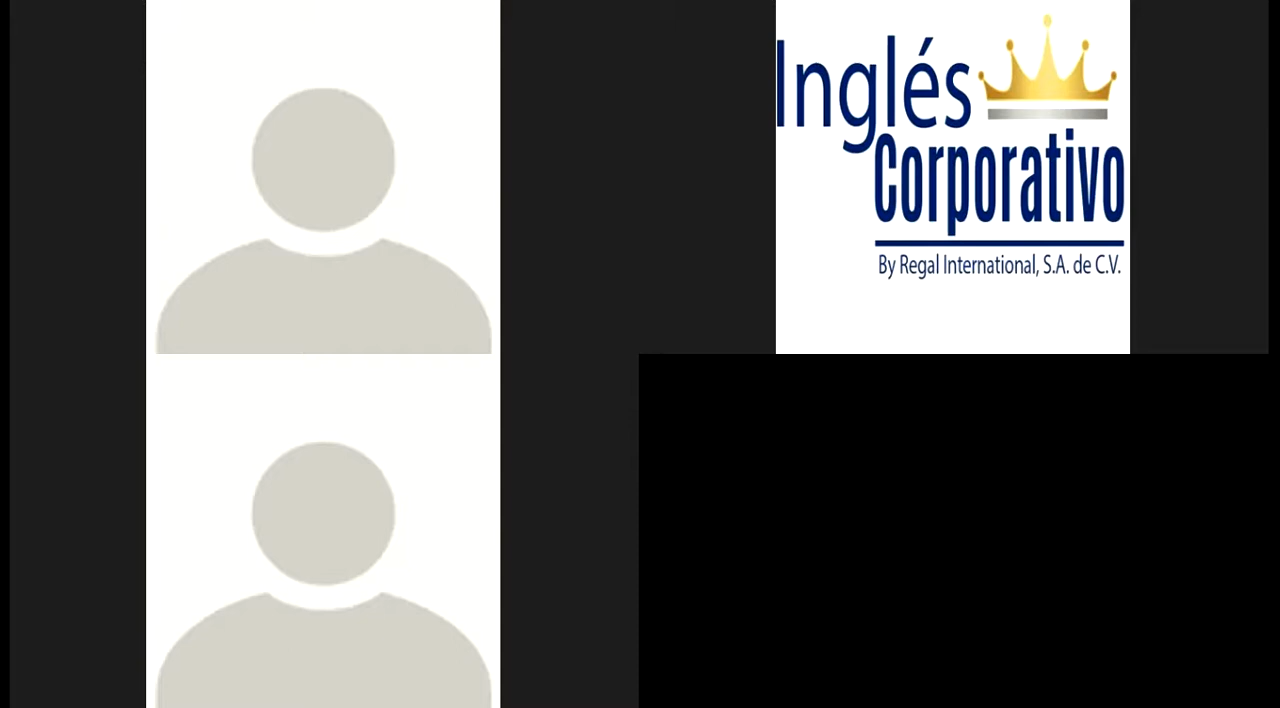 Inglés
Corporativo
By Regal International, S.A. de C.V.